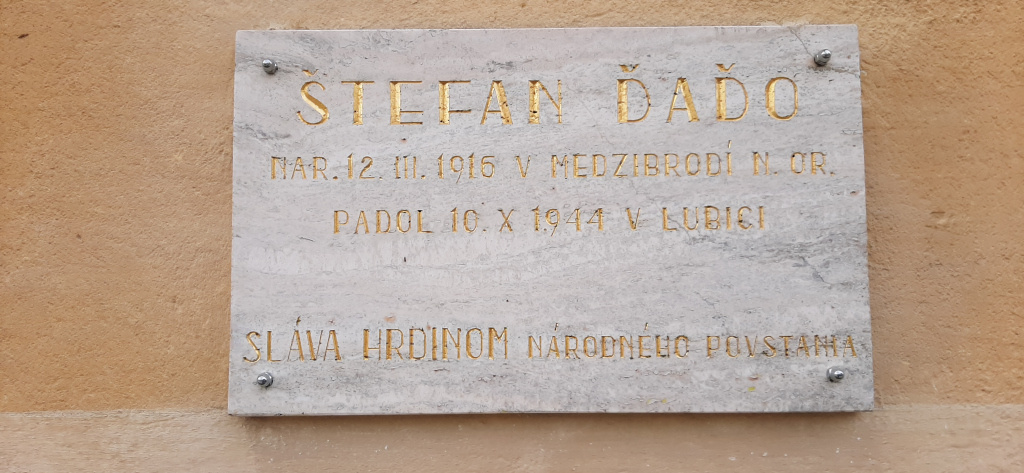 ŠTEFAN ĎAĎO
NAR. 12. III. 1916 V MEDZIBRODÍ N. OR.
PADOL 10. X 1944 V LUBICI
SLÁVA HRDINOM NÁRODNÉHO POVSTANIA